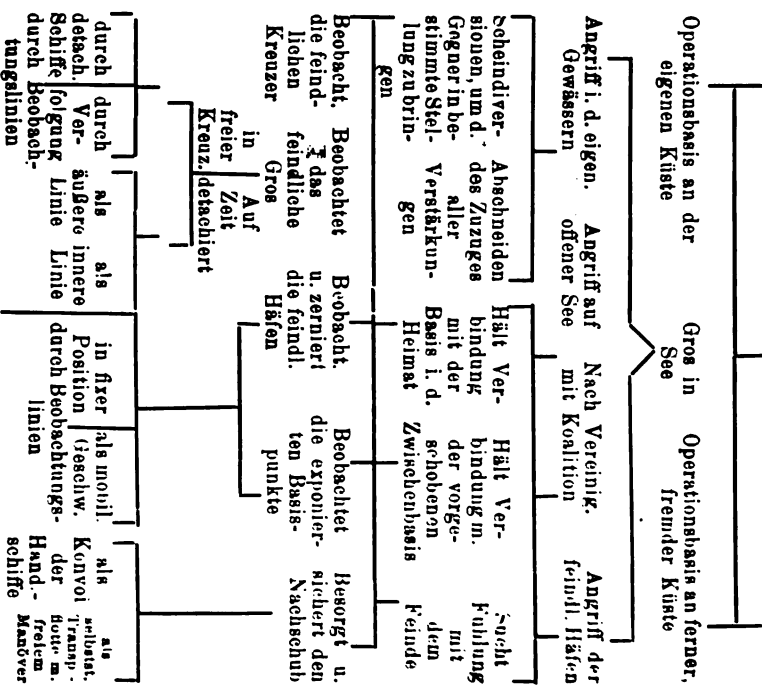 Operationsbasis an der
eigenen Küste
Gros in
See
Operationsbasis an ferner,
fremder Küste
Angriff i. d. eigen.
Gewässern
Angriff auf
offener See
Nach Vereinig.
mit Koalition
Angriff der
feindl. Häfen
Scheindiver-
sionen, um d.
Gegner in be-
stimmte Stel-
lung zu brin-
gen
Abschneiden
des Zuzuges
aller
Verstärkun-
gen
Hält Ver-
bindung
mit der
Basis i. d.
Heimat
Hält Ver-
bindung m.
der vorge-
schobenen
Zwischenbasis
Sucht
Fühlung
mit
dem
Feinde
Beobacht.
die feind-
lichen
Kreuzer
Beobachtet
das
feindliche
Gros
Beobacht.
u. zerniert
die feindl.
Häfen
Beobachtet
die exponier-
ten Basis-
punkte
Besorgt u.
sichert den
Nachschub
in
freier
Kreuz.
Auf
Zeit
detachiert
durch
detach.
Schiffe
durch
Ver-
folgung
durch Beobach-
tungslinien
als
äußere
Linie
als
innere
Linie
in fixer
Position
als mobil.
Geschw.
durch Beobachtungs-
linien
als
Konvoi
der
Hand.-
schiffe
als
selbstst.
Transp.-
flotte m.
freiem
Manöver